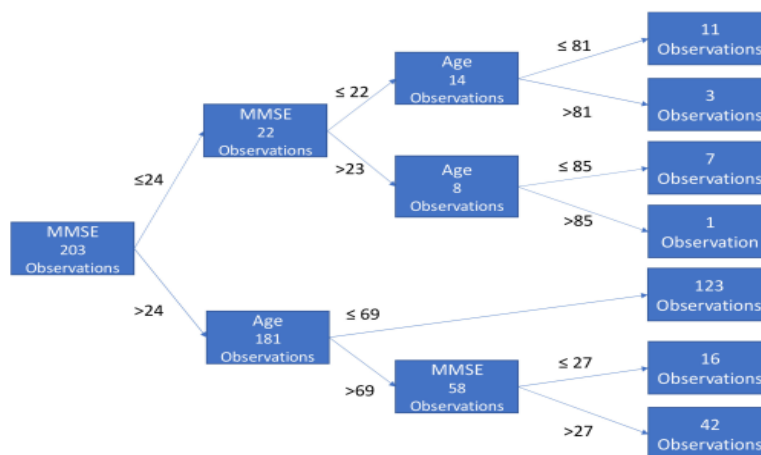 11
Observations
≤ 81
Age
14
Observations
≤ 22
>81
3
Observations
MMSE
22
Observations
>23
Age
8
Observations
≤ 85
7
Observations
≤24
>85
1
Observation
MMSE
203
Observations
>24
Age
181
Observations
≤ 69
123
Observations
>69
MMSE
58
Observations
≤ 27
16
Observations
>27
42
Observations